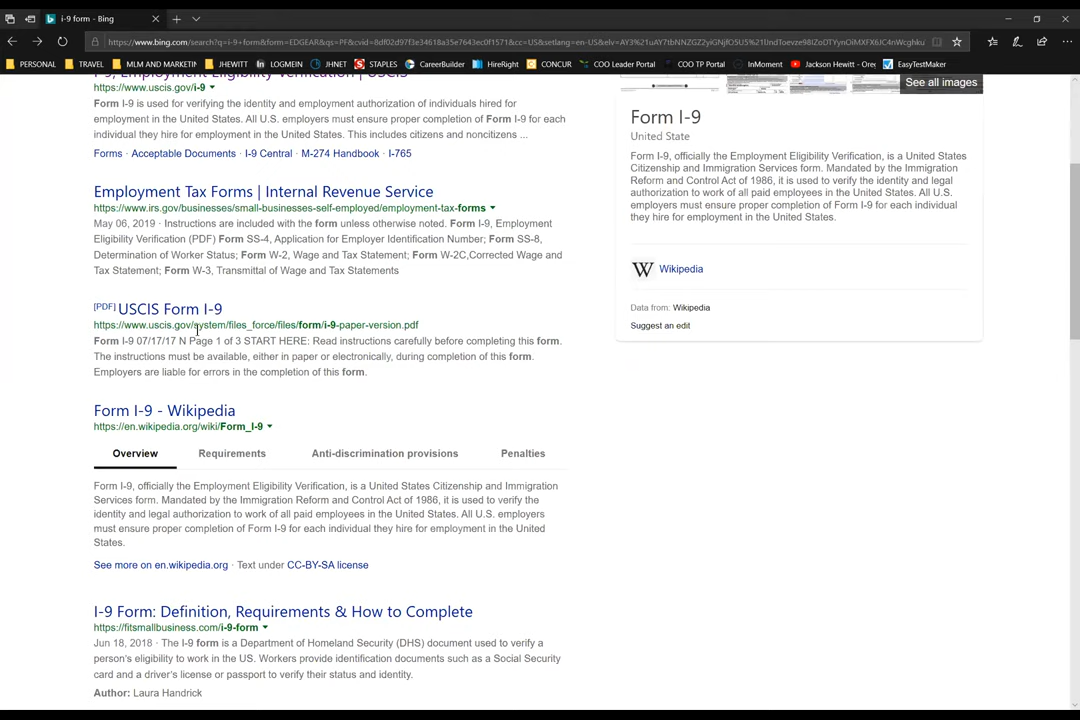 i-9 form - Bing
https://www.bing.com/search?q=i-9+form&form=EDGEAR&qs=PF&cvid=
PERSONAL TRAVEL MLM AND MARKETIN JHEWITT LOGMEIN JHNET STAPLES CareerBuilder HireRight CONCUR COO Leader Portal COO TP Portal InMoment Jackson Hewitt - Oreg EasyTestMaker
I-9, Employment Eligibility Verification | USCIS
https://www.uscis.gov/i-9
Form I-9 is used for verifying the identity and employment authorization of individuals hired for
employment in the United States. All U.S. employers must ensure proper completion of Form I-9 for each
individual they hire for employment in the United States. This includes citizens and noncitizens ...
Forms · Acceptable Documents · I-9 Central · M-274 Handbook · I-765
Employment Tax Forms | Internal Revenue Service
https://www.irs.gov/businesses/small-businesses-self-employed/employment-tax-forms
May 06, 2019 · Instructions are included with the form unless otherwise noted. Form I-9, Employment
Eligibility Verification (PDF) Form SS-4, Application for Employer Identification Number; Form SS-8,
Determination of Worker Status; Form W-2, Wage and Tax Statement; Form W-2C,Corrected Wage and
Tax Statement; Form W-3, Transmittal of Wage and Tax Statements
[PDF] USCIS Form I-9
https://www.uscis.gov/system/files_force/files/form/i-9-paper-version.pdf
Form I-9 07/17/17 N Page 1 of 3 START HERE: Read instructions carefully before completing this form.
The instructions must be available, either in paper or electronically, during completion of this form.
Employers are liable for errors in the completion of this form.
Form I-9 - Wikipedia
https://en.wikipedia.org/wiki/Form_I-9
Overview Requirements Anti-discrimination provisions Penalties
Form I-9, officially the Employment Eligibility Verification, is a United States Citizenship and Immigration
Services form. Mandated by the Immigration Reform and Control Act of 1986, it is used to verify the
identity and legal authorization to work of all paid employees in the United States. All U.S. employers
must ensure proper completion of Form I-9 for each individual they hire for employment in the United
States.
See more on en.wikipedia.org · Text under CC-BY-SA license
I-9 Form: Definition, Requirements & How to Complete
https://fitsmallbusiness.com/i-9-form
Jun 18, 2018 · The I-9 form is a Department of Homeland Security (DHS) document used to verify a
person's eligibility to work in the US. Workers provide identification documents such as a Social Security
card and a driver's license or passport to verify their status and identity.
Author: Laura Handrick
See all images
Form I-9
United State
Form I-9, officially the Employment Eligibility Verification, is a United States
Citizenship and Immigration Services form. Mandated by the Immigration
Reform and Control Act of 1986, it is used to verify the identity and legal
authorization to work of all paid employees in the United States. All U.S.
employers must ensure proper completion of Form I-9 for each individual
they hire for employment in the United States.
W Wikipedia
Data from: Wikipedia
Suggest an edit